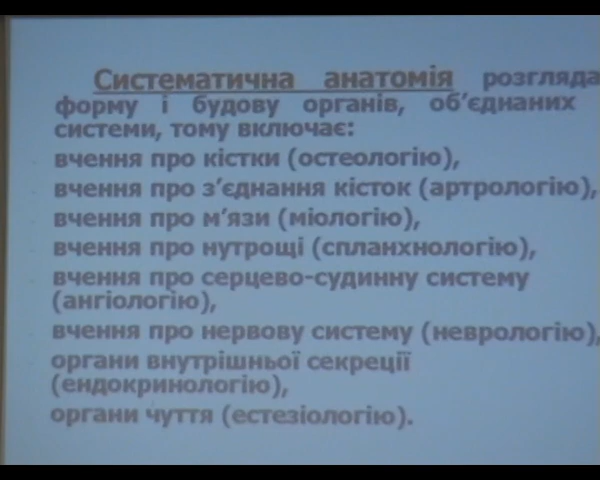 Систематична анатомія розгляда
форму і будову органів, об’єднаних
системи, тому включає:
вчення про кістки (остеологію),
вчення про з’єднання кісток (артрологію),
вчення про м’язи (міологію),
вчення про нутрощі (спланхнологію),
вчення про серцево-судинну систему
(ангіологію),
вчення про нервову систему (неврологію),
органи внутрішньої секреції
(ендокринологію),
органи чуття (естезіологію).